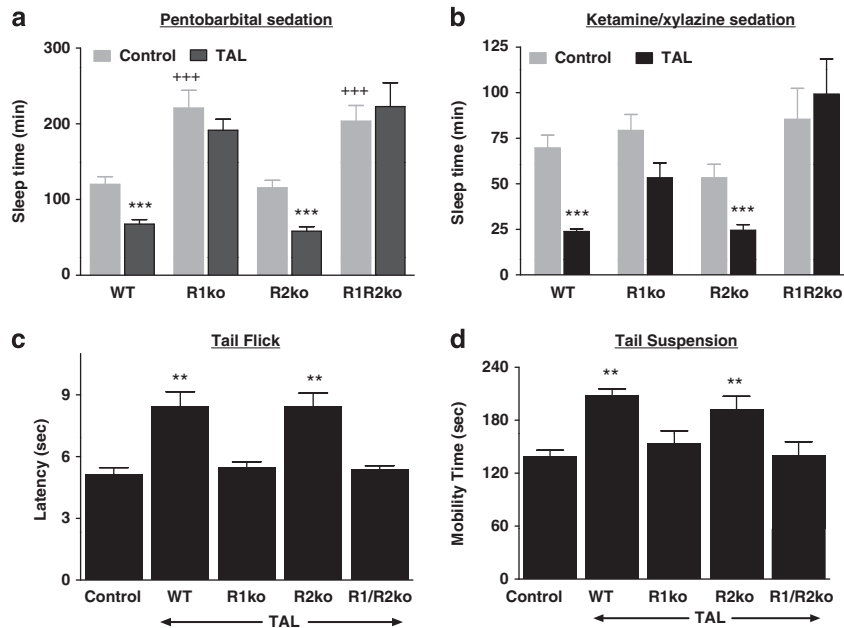 a
Pentobarbital sedation
300
200
100
0
Sleep time (min)
Control
TAL
+++
+++
***
***
WT
R1ko
R2ko
R1R2ko
b
Ketamine/xylazine sedation
125
100
75
50
25
0
Sleep time (min)
Control
TAL
***
***
WT
R1ko
R2ko
R1R2ko
c
Tail Flick
9
6
3
0
Latency (sec)
**
**
Control
WT
R1ko
R2ko
R1/R2ko
TAL
d
Tail Suspension
240
180
120
60
0
Mobility Time (sec)
**
**
Control
WT
R1ko
R2ko
R1/R2ko
TAL